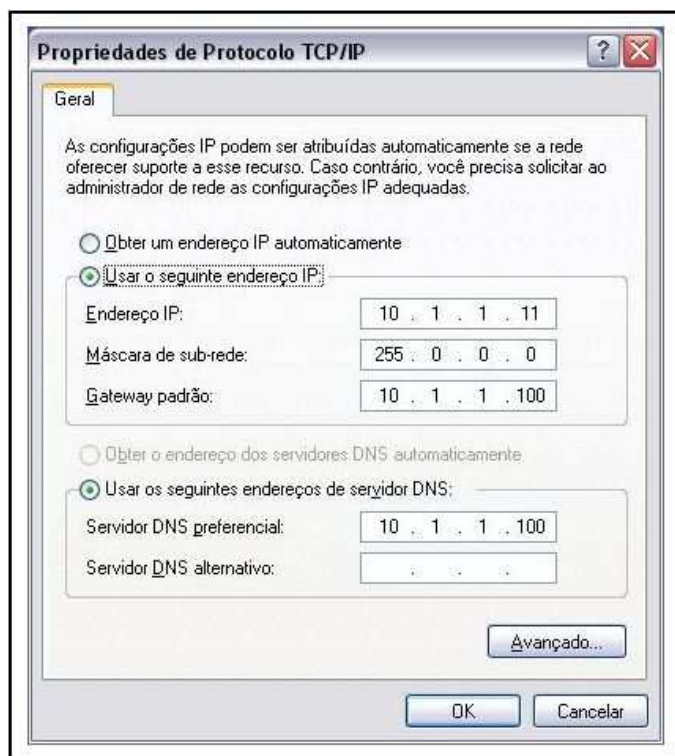 Propriedades de Protocolo TCP/IP
Geral
As configurações IP podem ser atribuídas automaticamente se a rede
oferecer suporte a esse recurso. Caso contrário, você precisa solicitar ao
administrador de rede as configurações IP adequadas.
Obter um endereço IP automaticamente
Usar o seguinte endereço IP:
Endereço IP: 10 . 1 . 1 . 11
Máscara de sub-rede: 255 . 0 . 0 . 0
Gateway padrão: 10 . 1 . 1 . 100
Obter o endereço dos servidores DNS automaticamente
Usar os seguintes endereços de servidor DNS:
Servidor DNS preferencial: 10 . 1 . 1 . 100
Servidor DNS alternativo: . . .
Avançado...
OK Cancelar